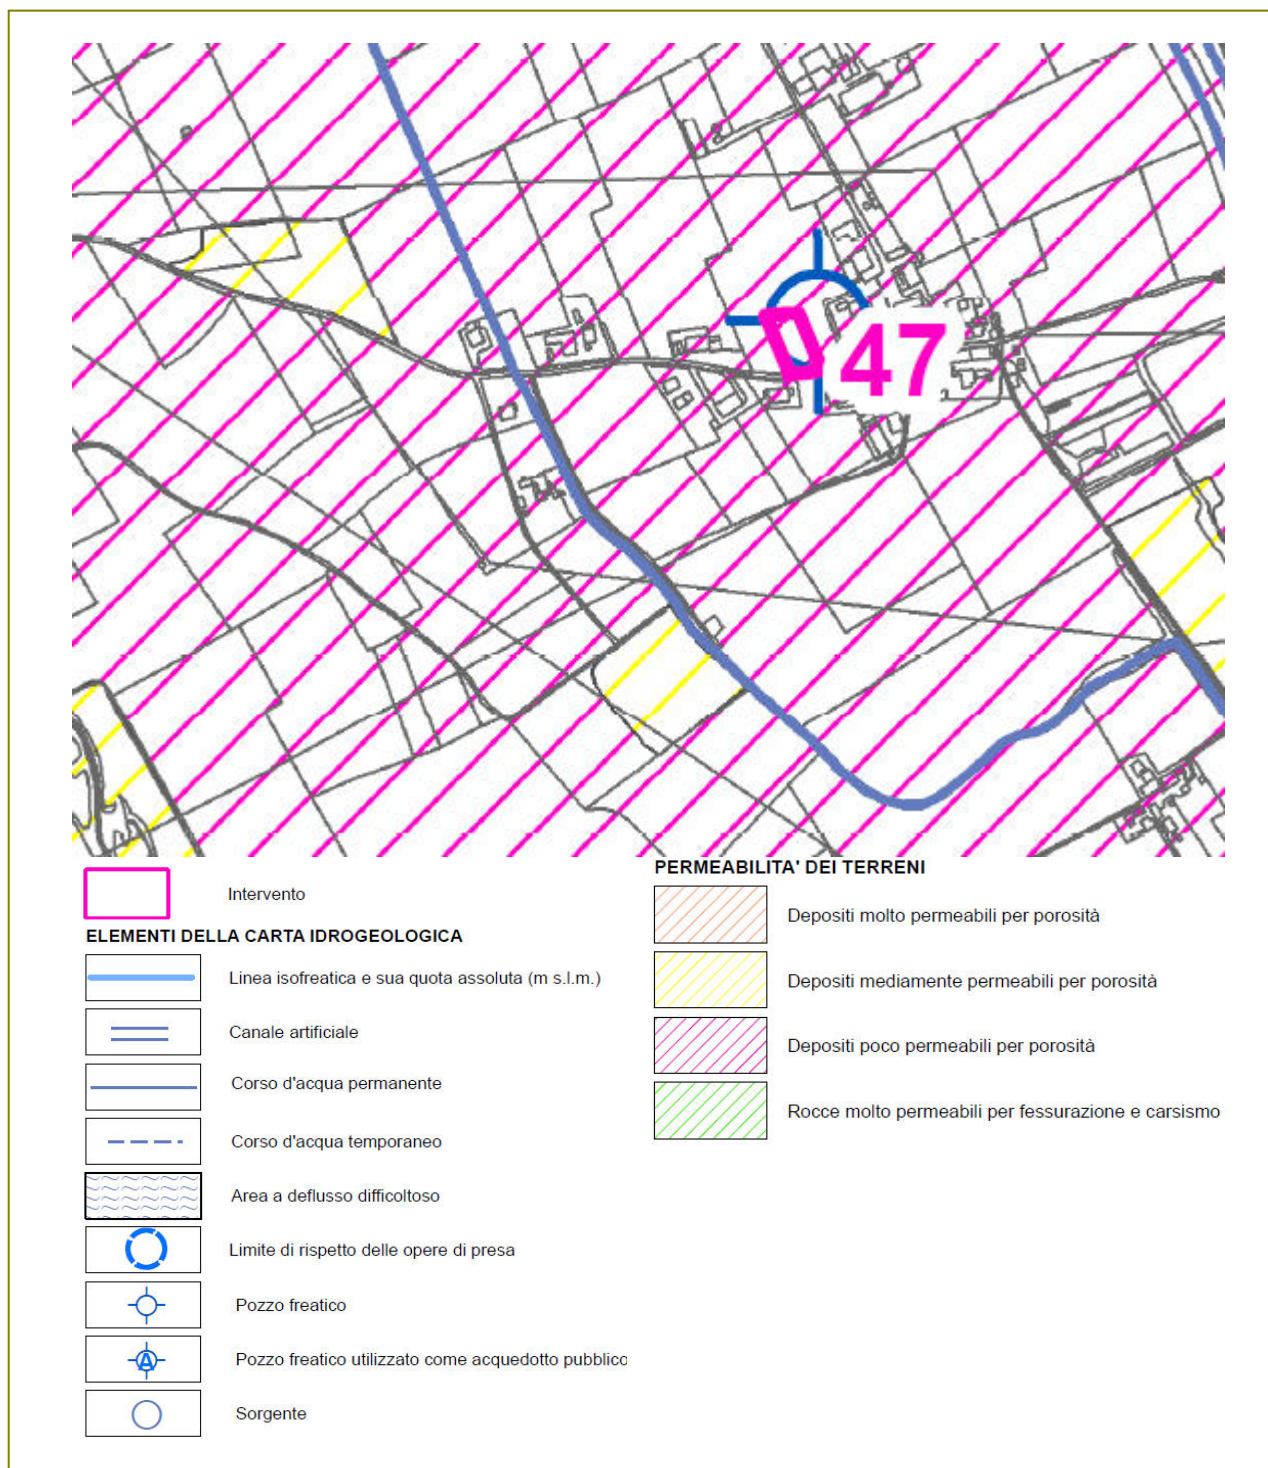 47
Intervento
ELEMENTI DELLA CARTA IDROGEOLOGICA
Linea isofreatica e sua quota assoluta (m s.l.m.)
Canale artificiale
Corso d'acqua permanente
Corso d'acqua temporaneo
Area a deflusso difficoltoso
Limite di rispetto delle opere di presa
Pozzo freatico
A
Pozzo freatico utilizzato come acquedotto pubblico
Sorgente
PERMEABILITA' DEI TERRENI
Depositi molto permeabili per porosità
Depositi mediamente permeabili per porosità
Depositi poco permeabili per porosità
Rocce molto permeabili per fessurazione e carsismo